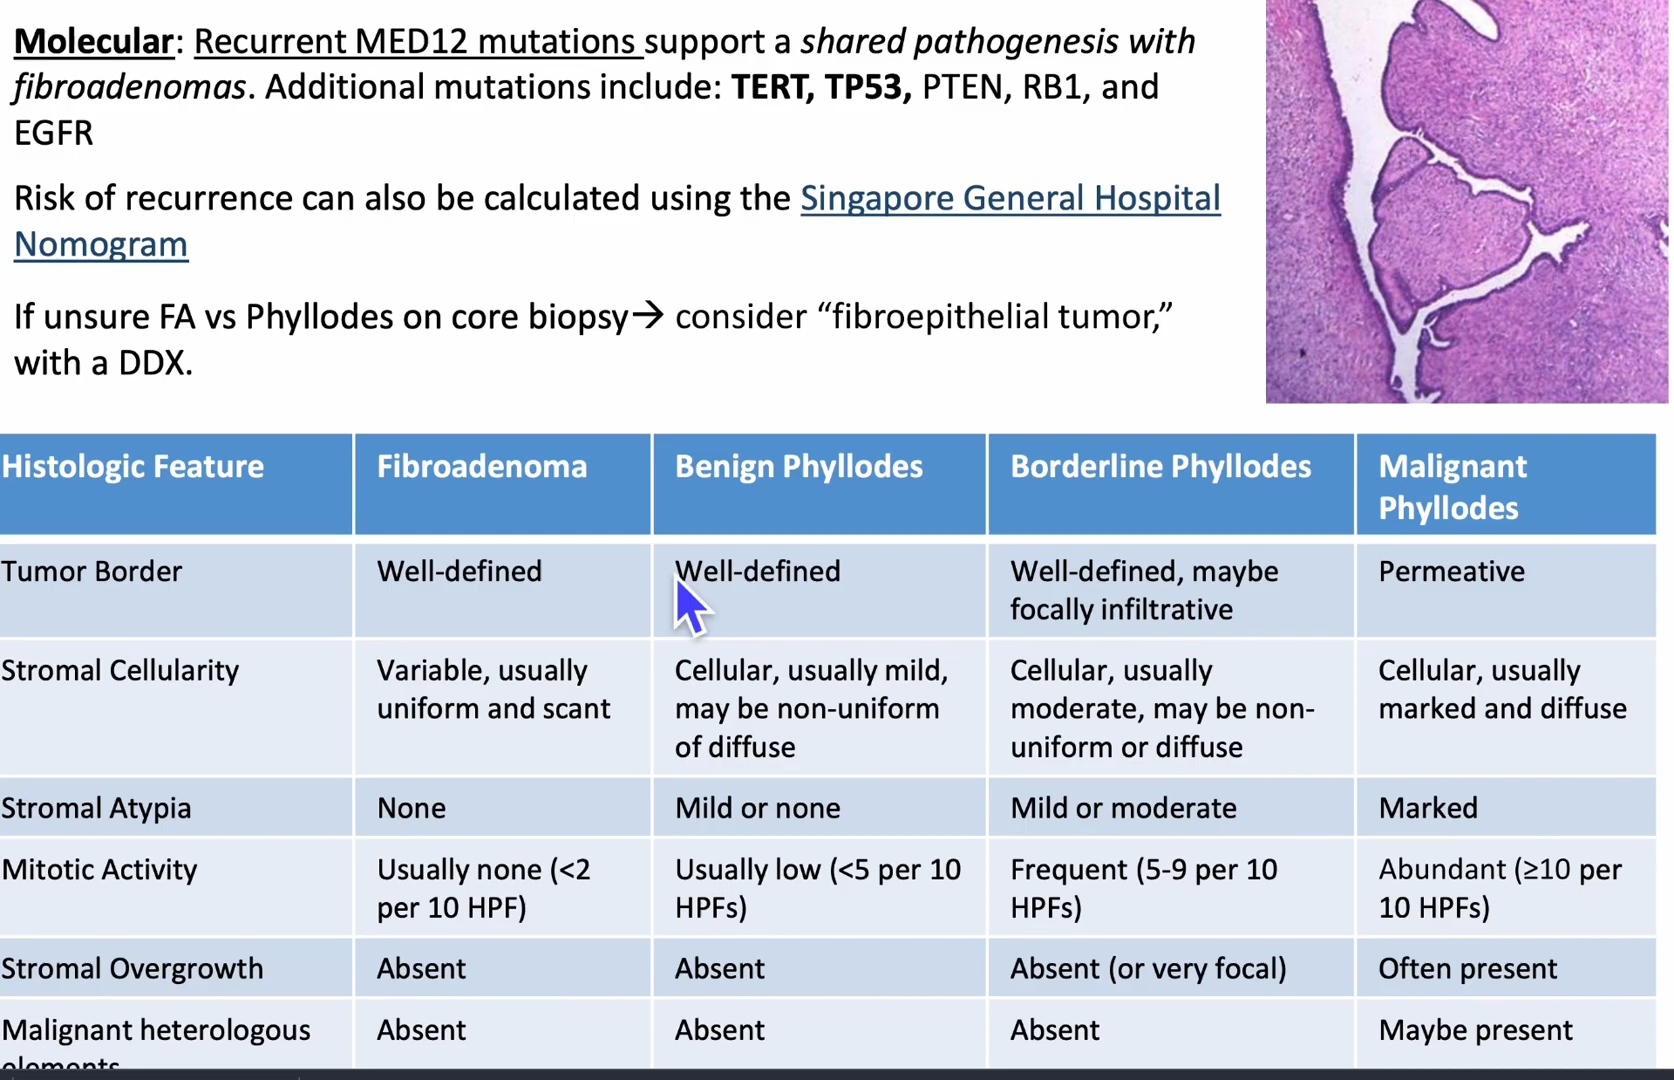 Molecular: Recurrent MED12 mutations support a shared pathogenesis with
fibroadenomas. Additional mutations include: TERT, TP53, PTEN, RB1, and
EGFR
Risk of recurrence can also be calculated using the Singapore General Hospital
Nomogram
If unsure FA vs Phyllodes on core biopsy→ consider “fibroepithelial tumor,”
with a DDX.
Histologic Feature
Fibroadenoma
Benign Phyllodes
Borderline Phyllodes
Malignant
Phyllodes
Tumor Border
Well-defined
Well-defined
Well-defined, maybe
focally infiltrative
Permeative
Stromal Cellularity
Variable, usually
uniform and scant
Cellular, usually mild,
may be non-uniform
of diffuse
Cellular, usually
moderate, may be non-
uniform or diffuse
Cellular, usually
marked and diffuse
Stromal Atypia
None
Mild or none
Mild or moderate
Marked
Mitotic Activity
Usually none (<2
per 10 HPF)
Usually low (<5 per 10
HPFs)
Frequent (5-9 per 10
HPFs)
Abundant (≥10 per
10 HPFs)
Stromal Overgrowth
Absent
Absent
Absent (or very focal)
Often present
Malignant heterologous
elements
Absent
Absent
Absent
Maybe present